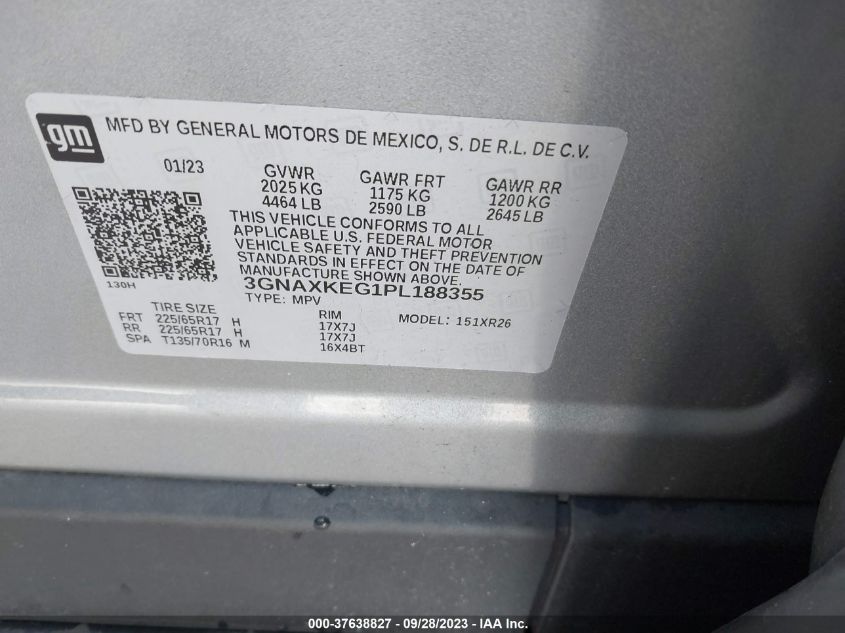 gm
MFD BY GENERAL MOTORS DE MEXICO, S. DE R.L. DE C.V.
01/23 GVWR GAWR FRT GAWR RR
2025 KG 1175 KG 1200 KG
4464 LB 2590 LB 2645 LB
THIS VEHICLE CONFORMS TO ALL
APPLICABLE U.S. FEDERAL MOTOR
VEHICLE SAFETY AND THEFT PREVENTION
STANDARDS IN EFFECT ON THE DATE OF
MANUFACTURE SHOWN ABOVE.
130H
3GNAXKEG1PL188355
TYPE: MPV
TIRE SIZE RIM MODEL: 151XR26
FRT 225/65R17 H 17X7J
RR 225/65R17 H 17X7J
SPA T135/70R16 M 16X4BT
000-37638827 - 09/28/2023 - IAA Inc.